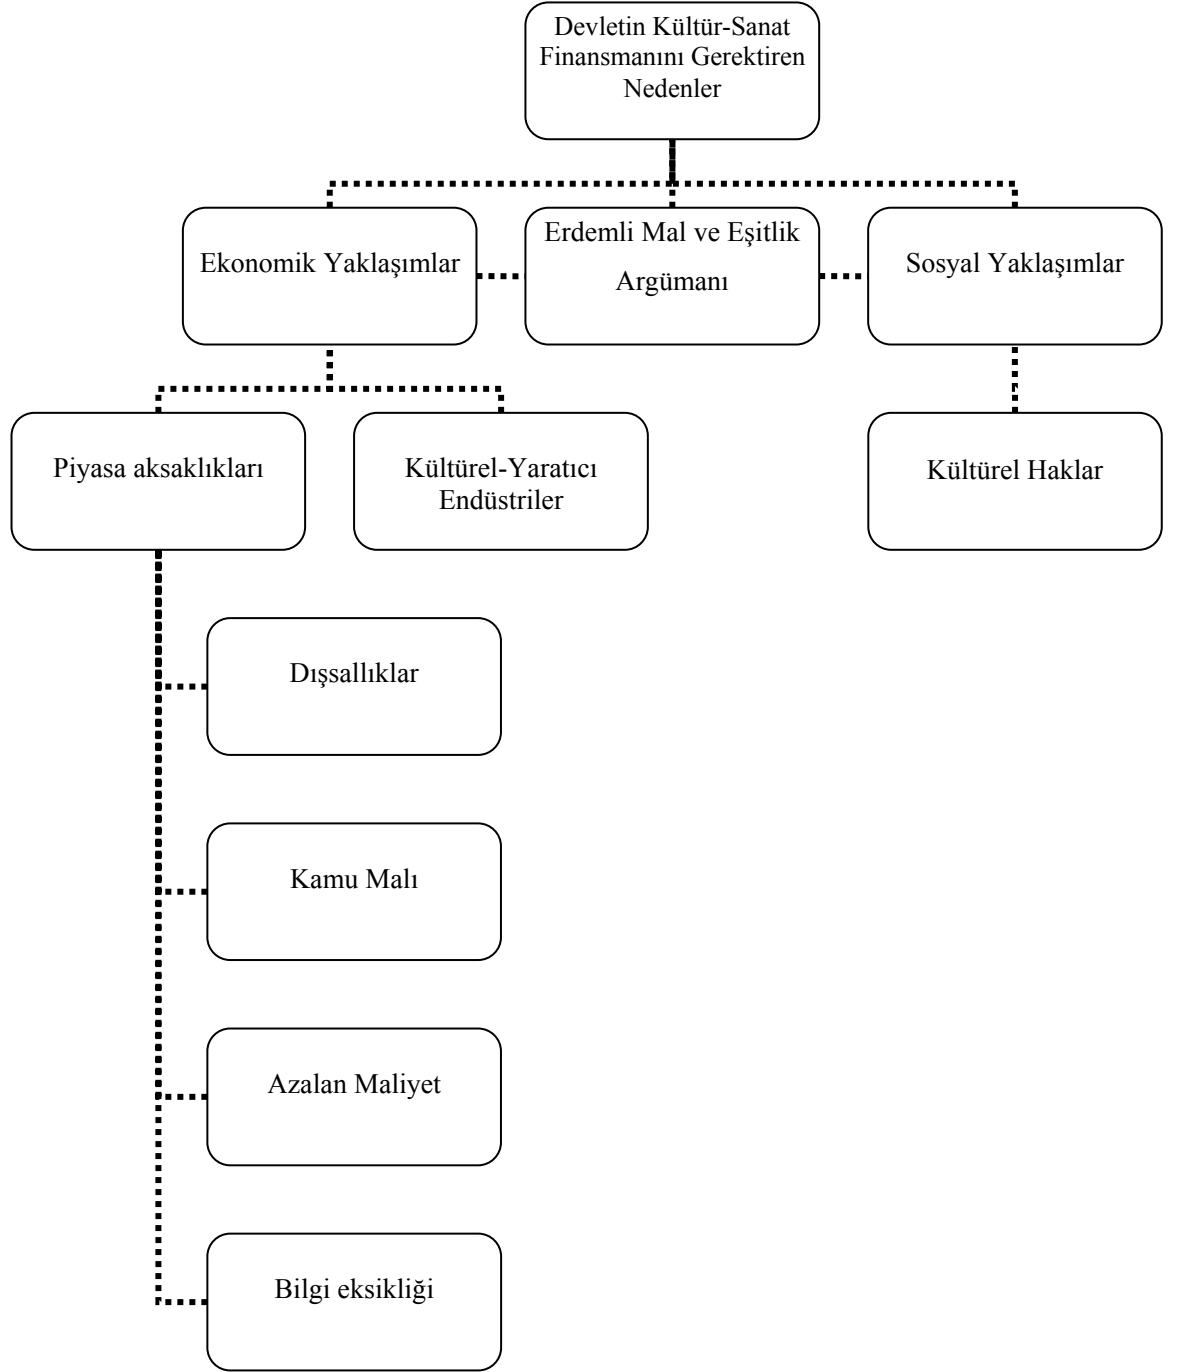 Devletin Kültür-Sanat
Finansmanını Gerektiren
Nedenler
Ekonomik Yaklaşımlar
Erdemli Mal ve Eşitlik
Argümanı
Sosyal Yaklaşımlar
Piyasa aksaklıkları
Kültürel-Yaratıcı
Endüstriler
Kültürel Haklar
Dışsallıklar
Kamu Malı
Azalan Maliyet
Bilgi eksikliği